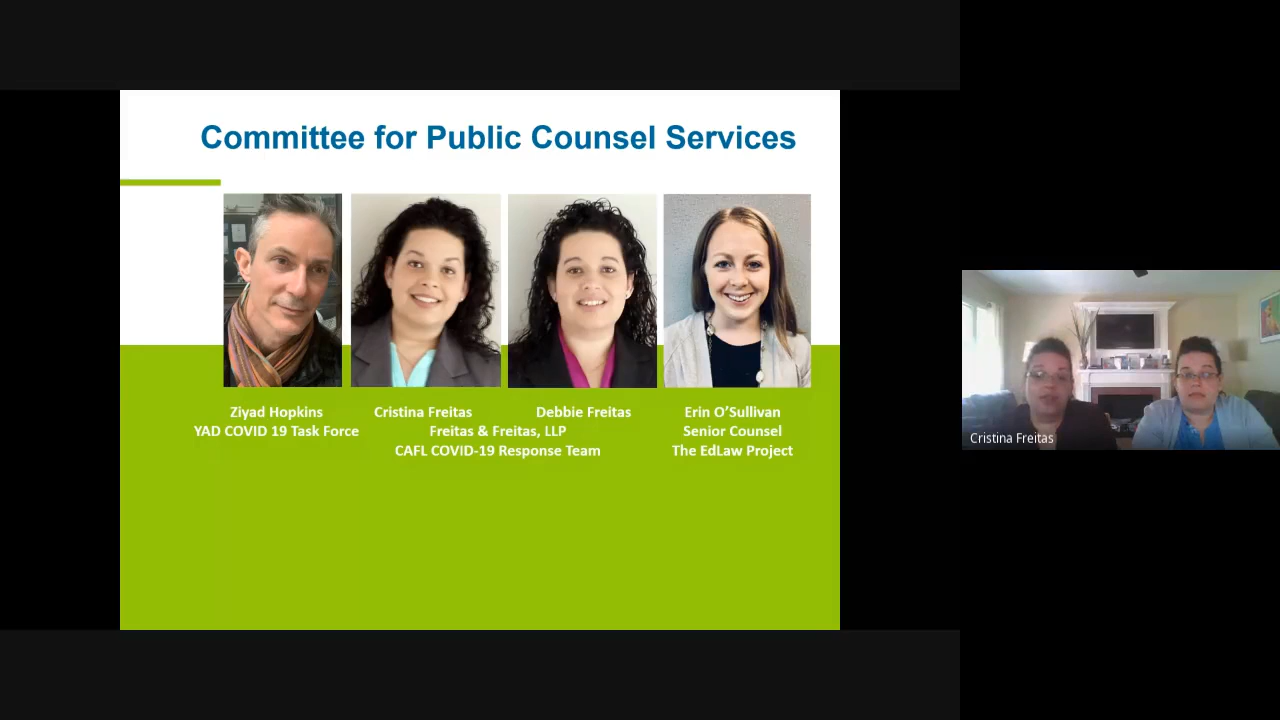 Committee for Public Counsel Services
Ziyad Hopkins
YAD COVID 19 Task Force
Cristina Freitas Debbie Freitas
Freitas & Freitas, LLP
CAFL COVID-19 Response Team
Erin O’Sullivan
Senior Counsel
The EdLaw Project
Cristina Freitas